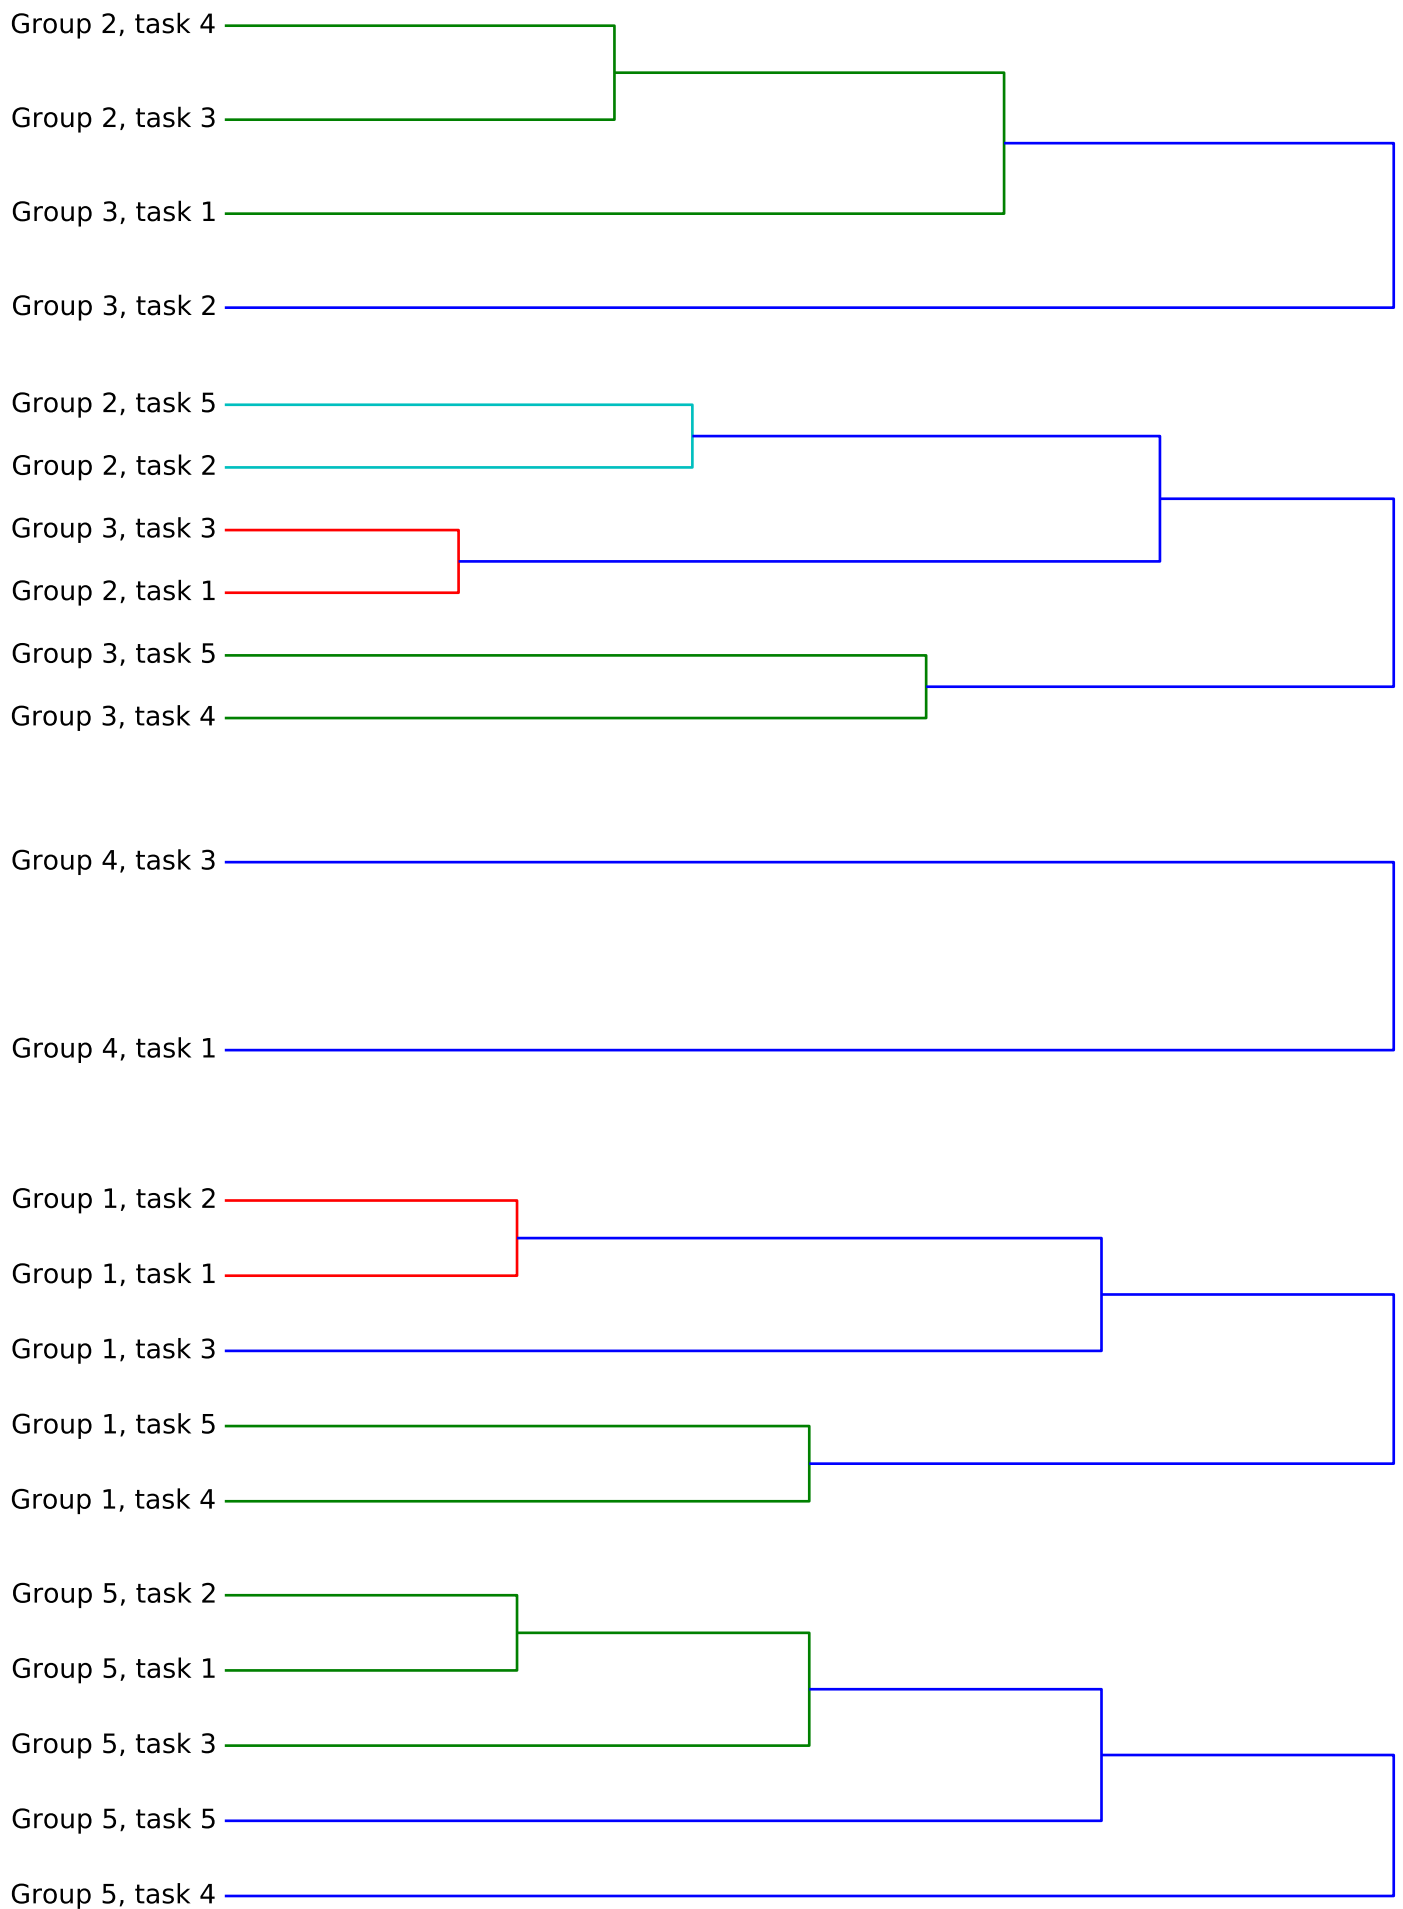 Group 2, task 4
Group 2, task 3
Group 3, task 1
Group 3, task 2
Group 2, task 5
Group 2, task 2
Group 3, task 3
Group 2, task 1
Group 3, task 5
Group 3, task 4
Group 4, task 3
Group 4, task 1
Group 1, task 2
Group 1, task 1
Group 1, task 3
Group 1, task 5
Group 1, task 4
Group 5, task 2
Group 5, task 1
Group 5, task 3
Group 5, task 5
Group 5, task 4